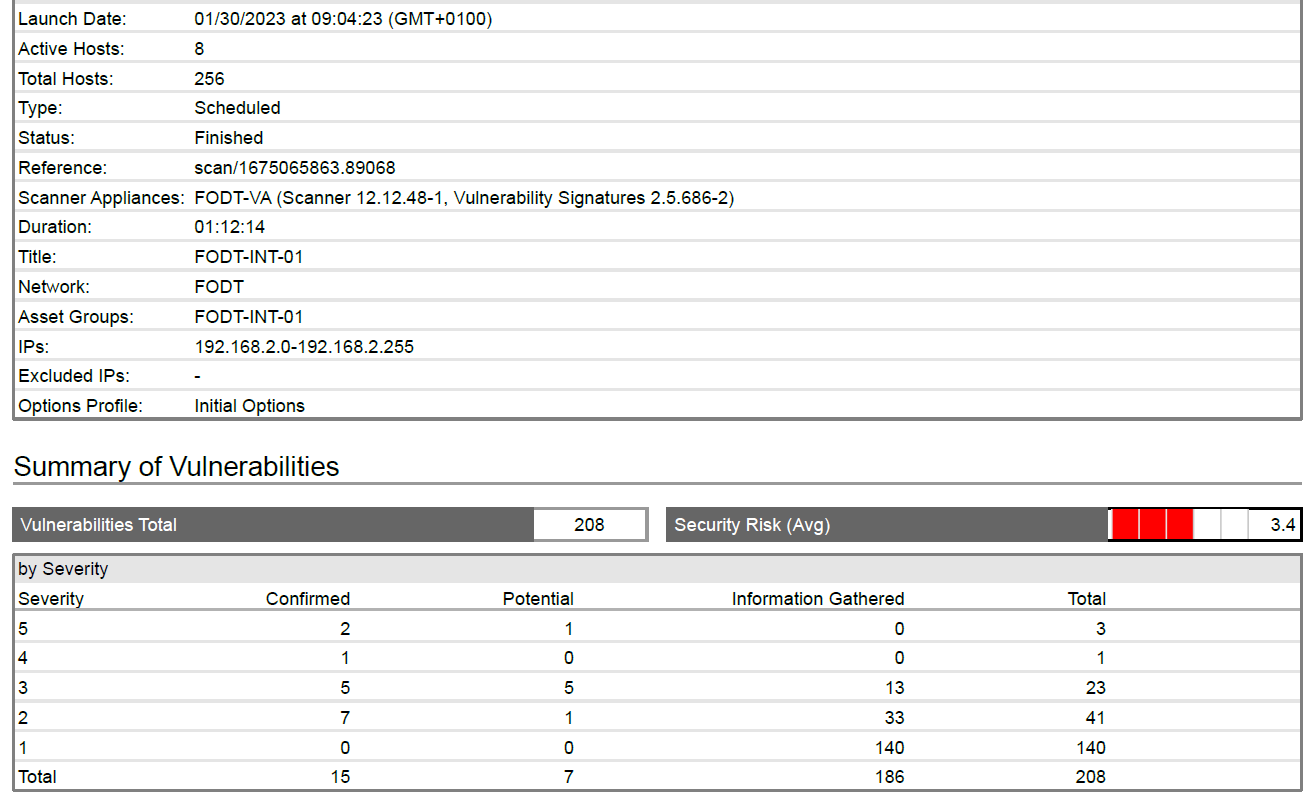 Launch Date: 01/30/2023 at 09:04:23 (GMT+0100)
Active Hosts: 8
Total Hosts: 256
Type: Scheduled
Status: Finished
Reference: scan/1675065863.89068
Scanner Appliances: FODT-VA (Scanner 12.12.48-1, Vulnerability Signatures 2.5.686-2)
Duration: 01:12:14
Title: FODT-INT-01
Network: FODT
Asset Groups: FODT-INT-01
IPs: 192.168.2.0-192.168.2.255
Excluded IPs: -
Options Profile: Initial Options
Summary of Vulnerabilities
Vulnerabilities Total 208 Security Risk (Avg) 3.4
by Severity
Severity Confirmed Potential Information Gathered Total
5 2 1 0 3
4 1 0 0 1
3 5 5 13 23
2 7 1 33 41
1 0 0 140 140
Total 15 7 186 208